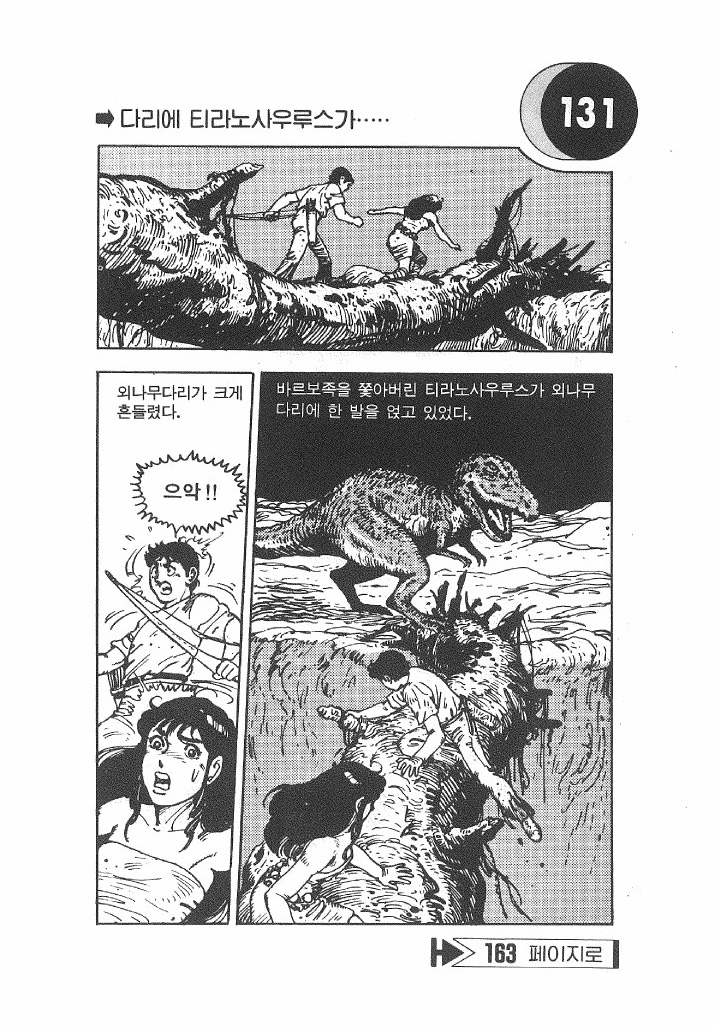 131
➡ 다리에 티라노사우루스가·····
외나무다리가 크게
흔들렸다.
으악!!
바르보족을 쫓아버린 티라노사우루스가 외나무
다리에 한 발을 얹고 있었다.
163 페이지로